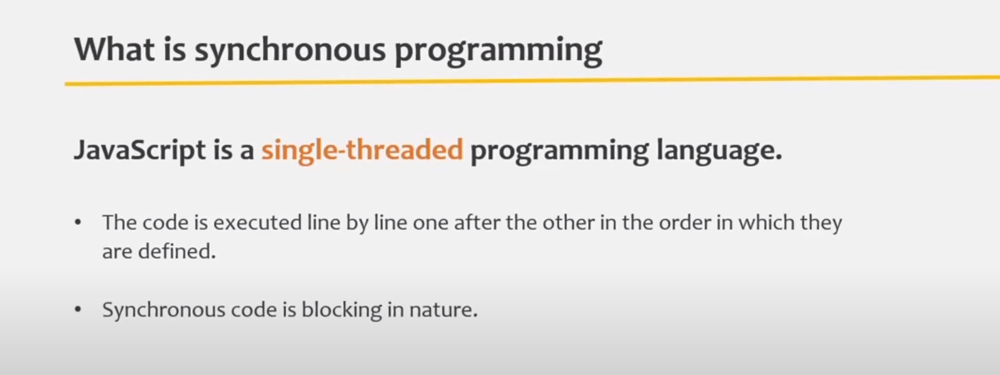 What is synchronous programming
JavaScript is a single-threaded programming language.
• The code is executed line by line one after the other in the order in which they
are defined.
• Synchronous code is blocking in nature.